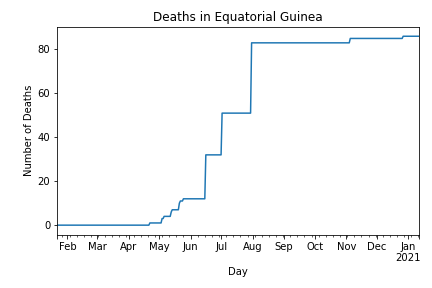 Deaths in Equatorial Guinea
Number of Deaths
80
60
40
20
0
Feb Mar Apr May Jun Jul Aug Sep Oct Nov Dec Jan
2021
Day